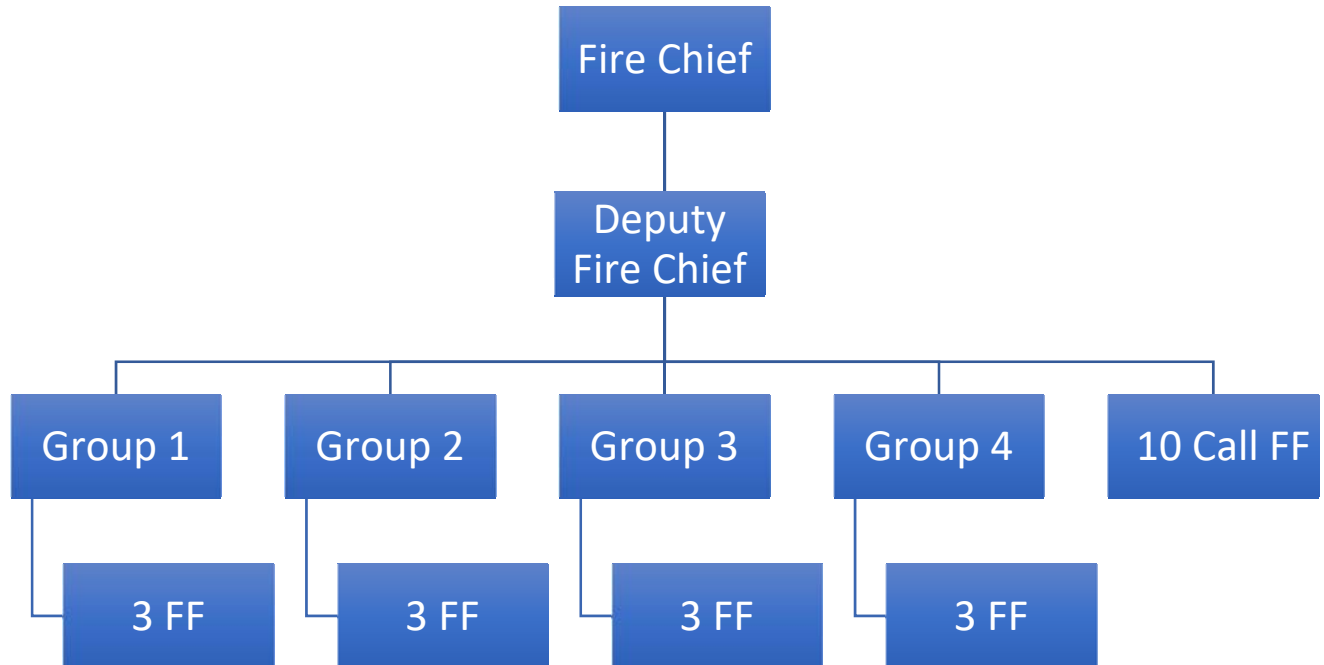 Fire Chief
Deputy
Fire Chief
Group 1
Group 2
Group 3
Group 4
10 Call FF
3 FF
3 FF
3 FF
3 FF